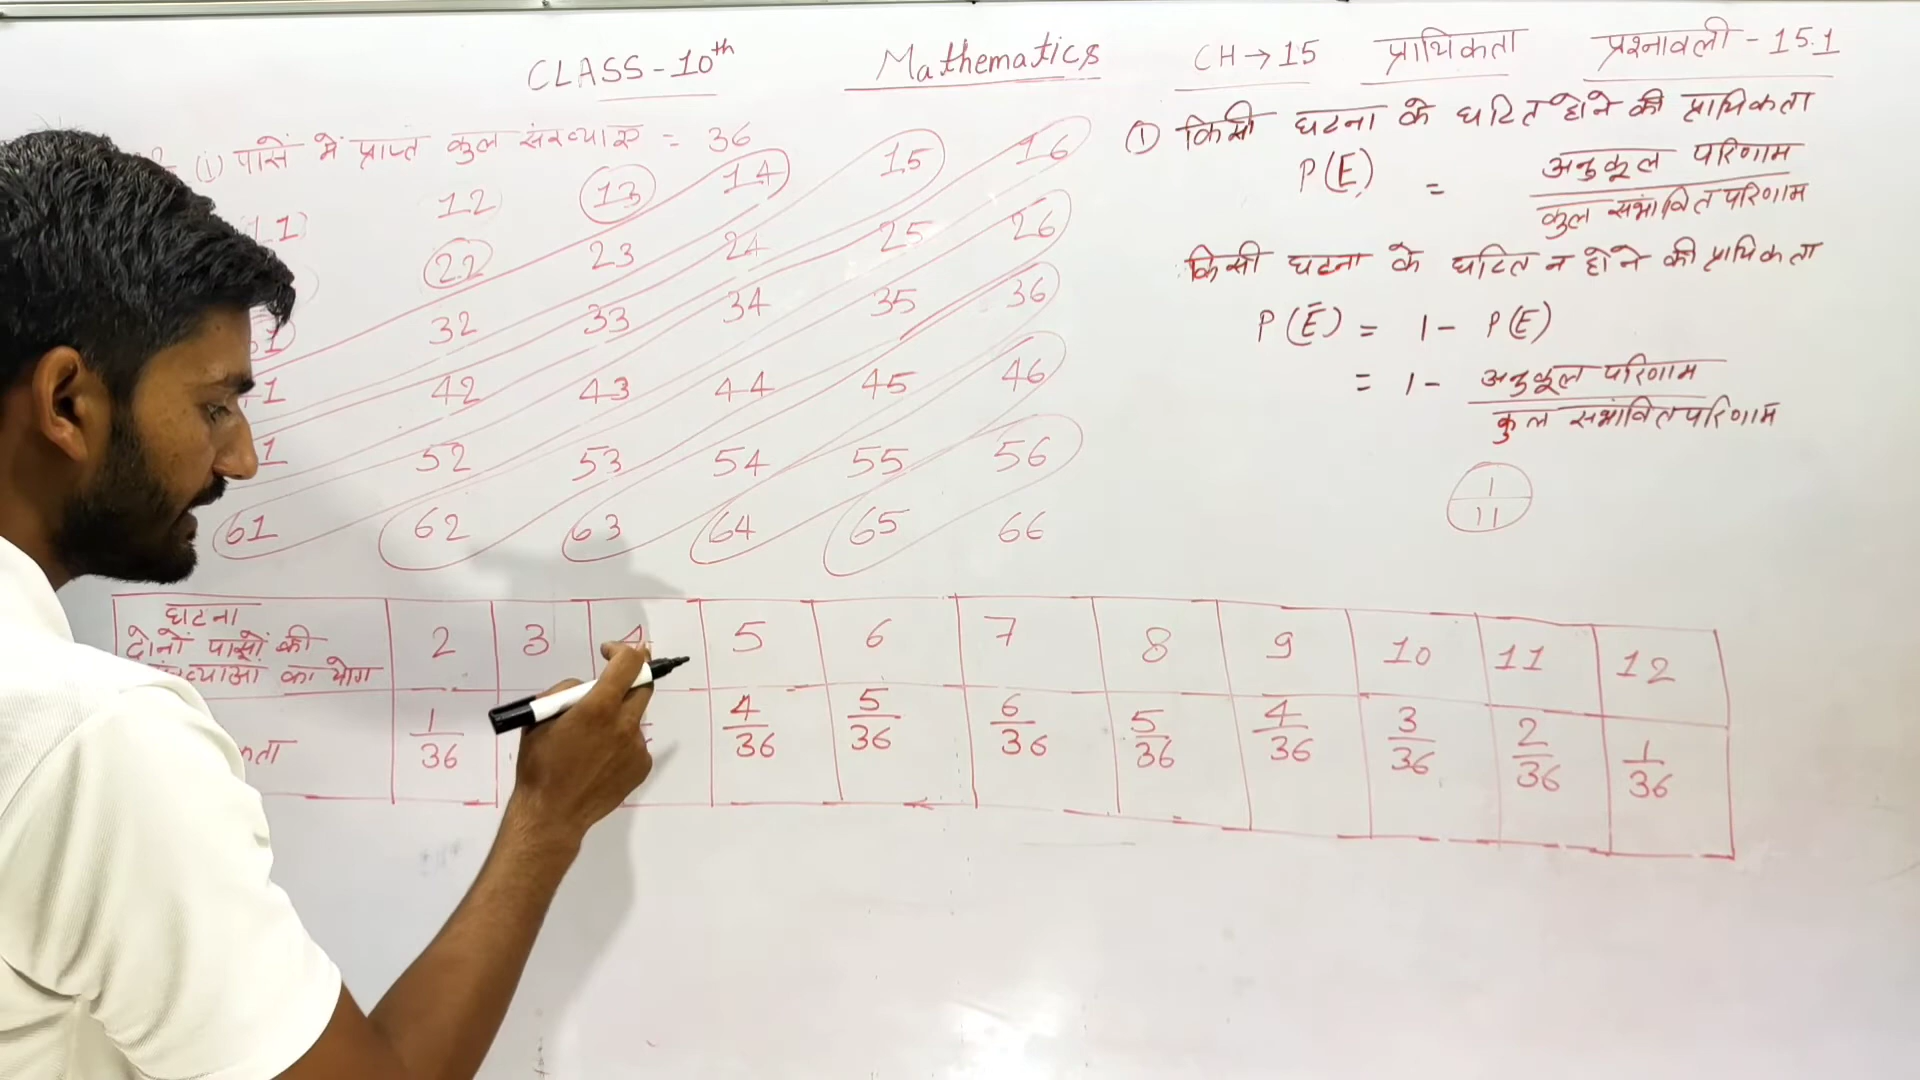 CLASS-10th Mathematics CH→15 प्रायिकता प्रश्नावली-15.1
(i) पासे में प्राप्त कुल संख्याए = 36
11 12 13 14 15 16
22 23 24 25 26
31 32 33 34 35 36
41 42 43 44 45 46
1 52 53 54 55 56
61 62 63 64 65 66
① किसी घटना के घटित होने की प्रायिकता
P(E) = अनुकूल परिणाम
कुल सभांवित परिणाम
किसी घटना के घटित न होने की प्रायिकता
P(Ē) = 1 - P(E)
= 1 - अनुकूल परिणाम
कुल सभांवित परिणाम
1
11
घटना
दोनों पासों की
संख्याओं का योग
2 3 4 5 6 7 8 9 10 11 12
कता 1/36 4/36 5/36 6/36 5/36 4/36 3/36 2/36 1/36